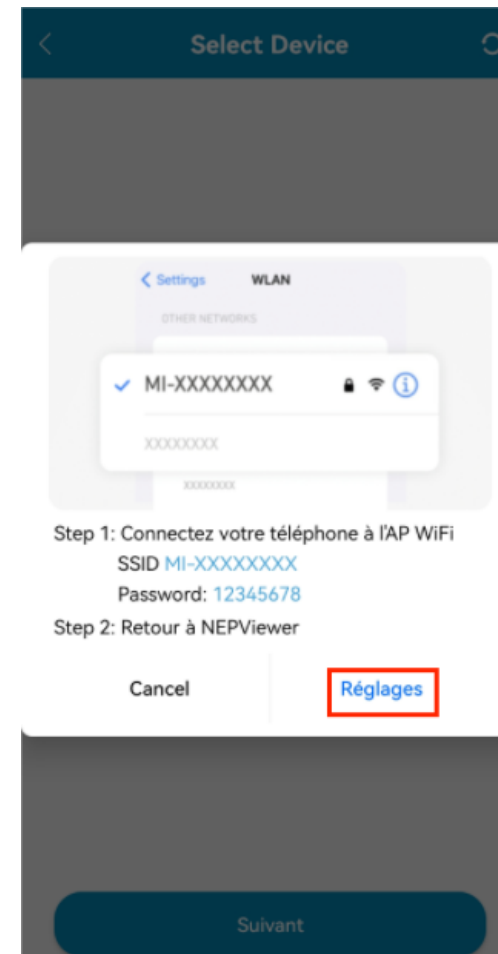 Select Device
Settings WLAN
OTHER NETWORKS
MI-XXXXXXXX
XXXXXXXX
XXXXXXXX
Step 1: Connectez votre téléphone à l'AP WiFi
SSID MI-XXXXXXXX
Password: 12345678
Step 2: Retour à NEPViewer
Cancel Réglages
Suivant